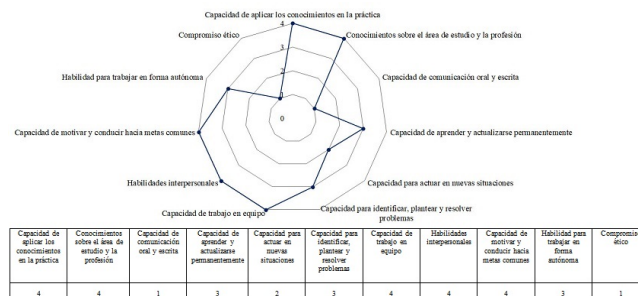 Capacidad de aplicar los conocimientos en la práctica
Compromiso ético
Conocimientos sobre el área de estudio y la profesión
Habilidad para trabajar en forma autónoma
Capacidad de comunicación oral y escrita
Capacidad de motivar y conducir hacia metas comunes
Capacidad de aprender y actualizarse permanentemente
Habilidades interpersonales
Capacidad para actuar en nuevas situaciones
Capacidad de trabajo en equipo
Capacidad para identificar, plantear y resolver
problemas
4
3
2
1
0
Capacidad de
aplicar los
conocimientos
en la práctica
Conocimientos
sobre el área de
estudio y la
profesión
Capacidad de
comunicación
oral y escrita
Capacidad de
aprender y
actualizarse
permanentemente
Capacidad para
actuar en
nuevas
situaciones
Capacidad para
identificar,
plantear y
resolver
problemas
Capacidad de
trabajo en
equipo
Habilidades
interpersonales
Capacidad de
motivar y
conducir hacia
metas comunes
Habilidad para
trabajar en
forma
autónoma
Compromiso
ético
4 4 1 3 2 3 4 4 4 3 1